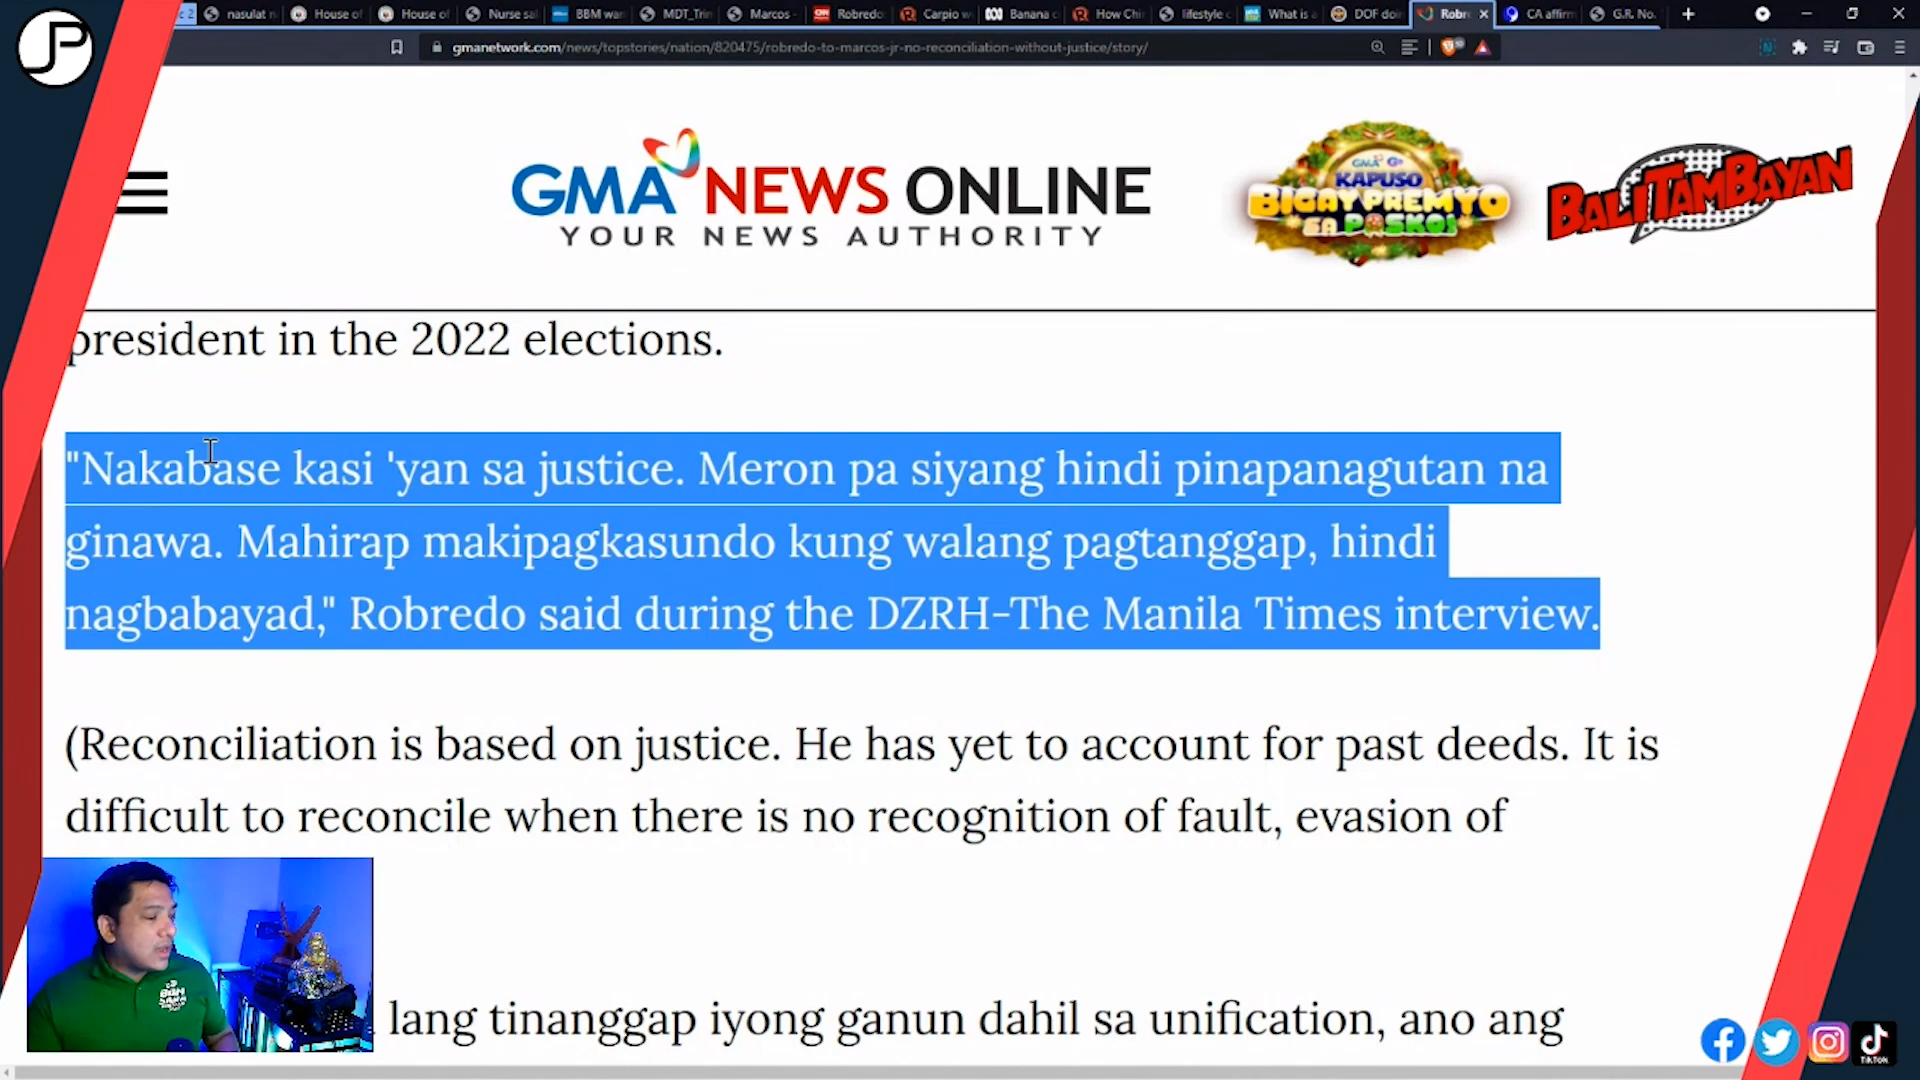 nasulat n
House of
House of
Nurse sai
BBM wan
MDT_Trin
Marcos -
Robredo
Carpio w
Banana c
How Chi
lifestyle c
What is a
DOF doi
Robr
CA affirm
G.R. No.
gmanetwork.com/news/topstories/nation/820475/robredo-to-marcos-jr-no-reconciliation-without-justice/story/
JP
GMA NEWS ONLINE
YOUR NEWS AUTHORITY
KAPUSO
BIGAY PREMYO
SA PASKO!
BALITAMBAYAN
president in the 2022 elections.
"Nakabase kasi 'yan sa justice. Meron pa siyang hindi pinapanagutan na
ginawa. Mahirap makipagkasundo kung walang pagtanggap, hindi
nagbabayad," Robredo said during the DZRH-The Manila Times interview.
(Reconciliation is based on justice. He has yet to account for past deeds. It is
difficult to reconcile when there is no recognition of fault, evasion of
lang tinanggap iyong ganun dahil sa unification, ano ang
TIKTOK